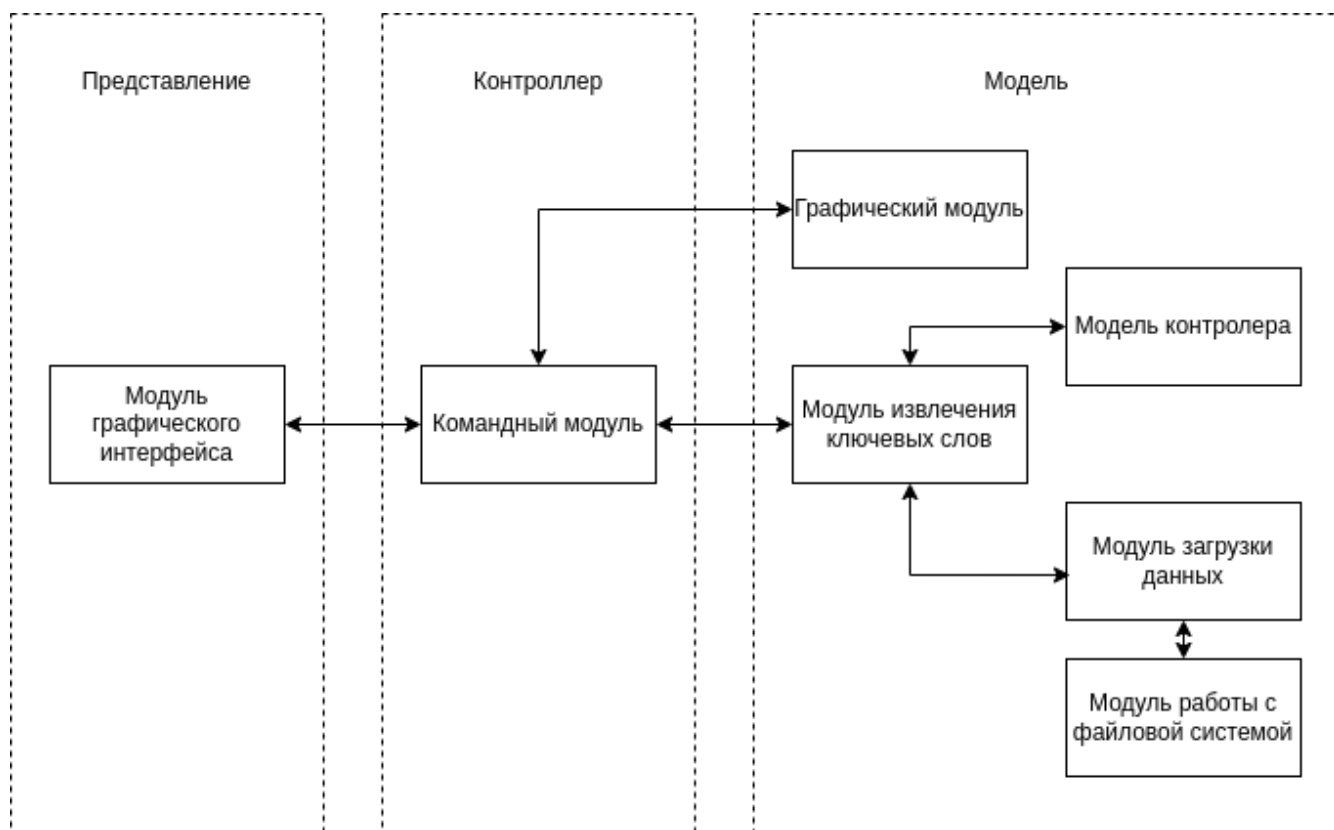 Представление
Контроллер
Модель
Графический модуль
Модель контролера
Модуль
графического
интерфейса
Командный модуль
Модуль извлечения
ключевых слов
Модуль загрузки
данных
Модуль работы с
файловой системой